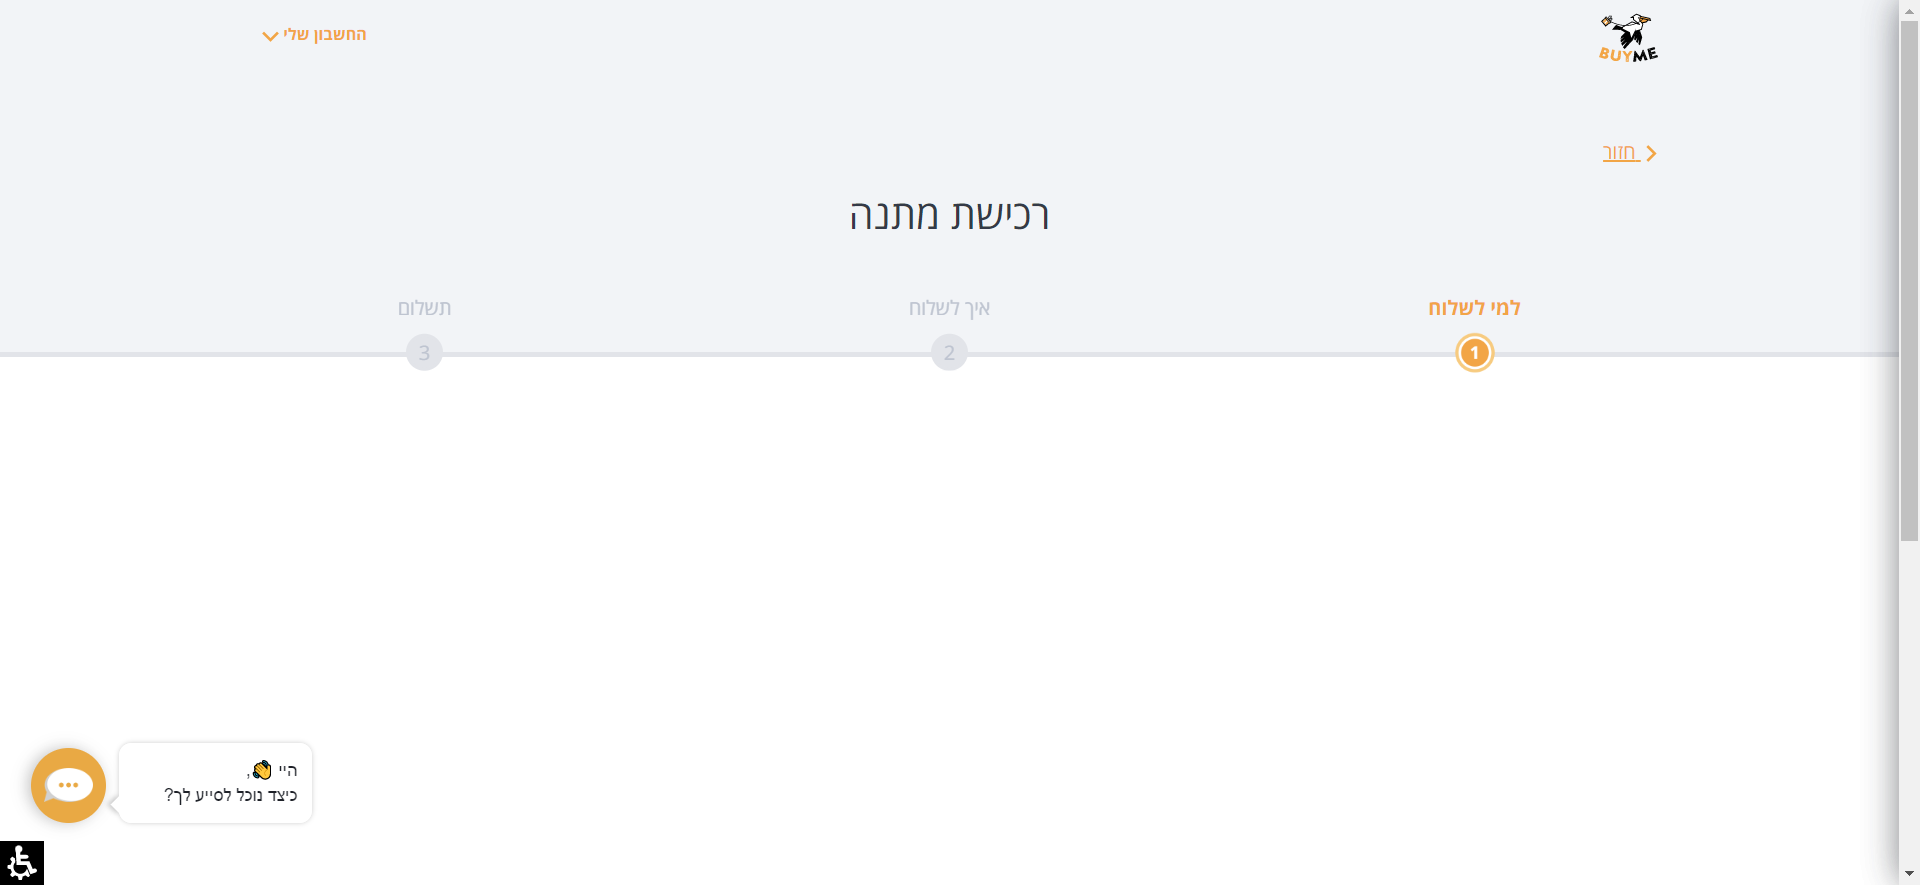 BUYME
החשבון שלי
חזור
רכישת מתנה
למי לשלוח
איך לשלוח
תשלום
1
2
3
היי 👋,
כיצד נוכל לסייע לך?